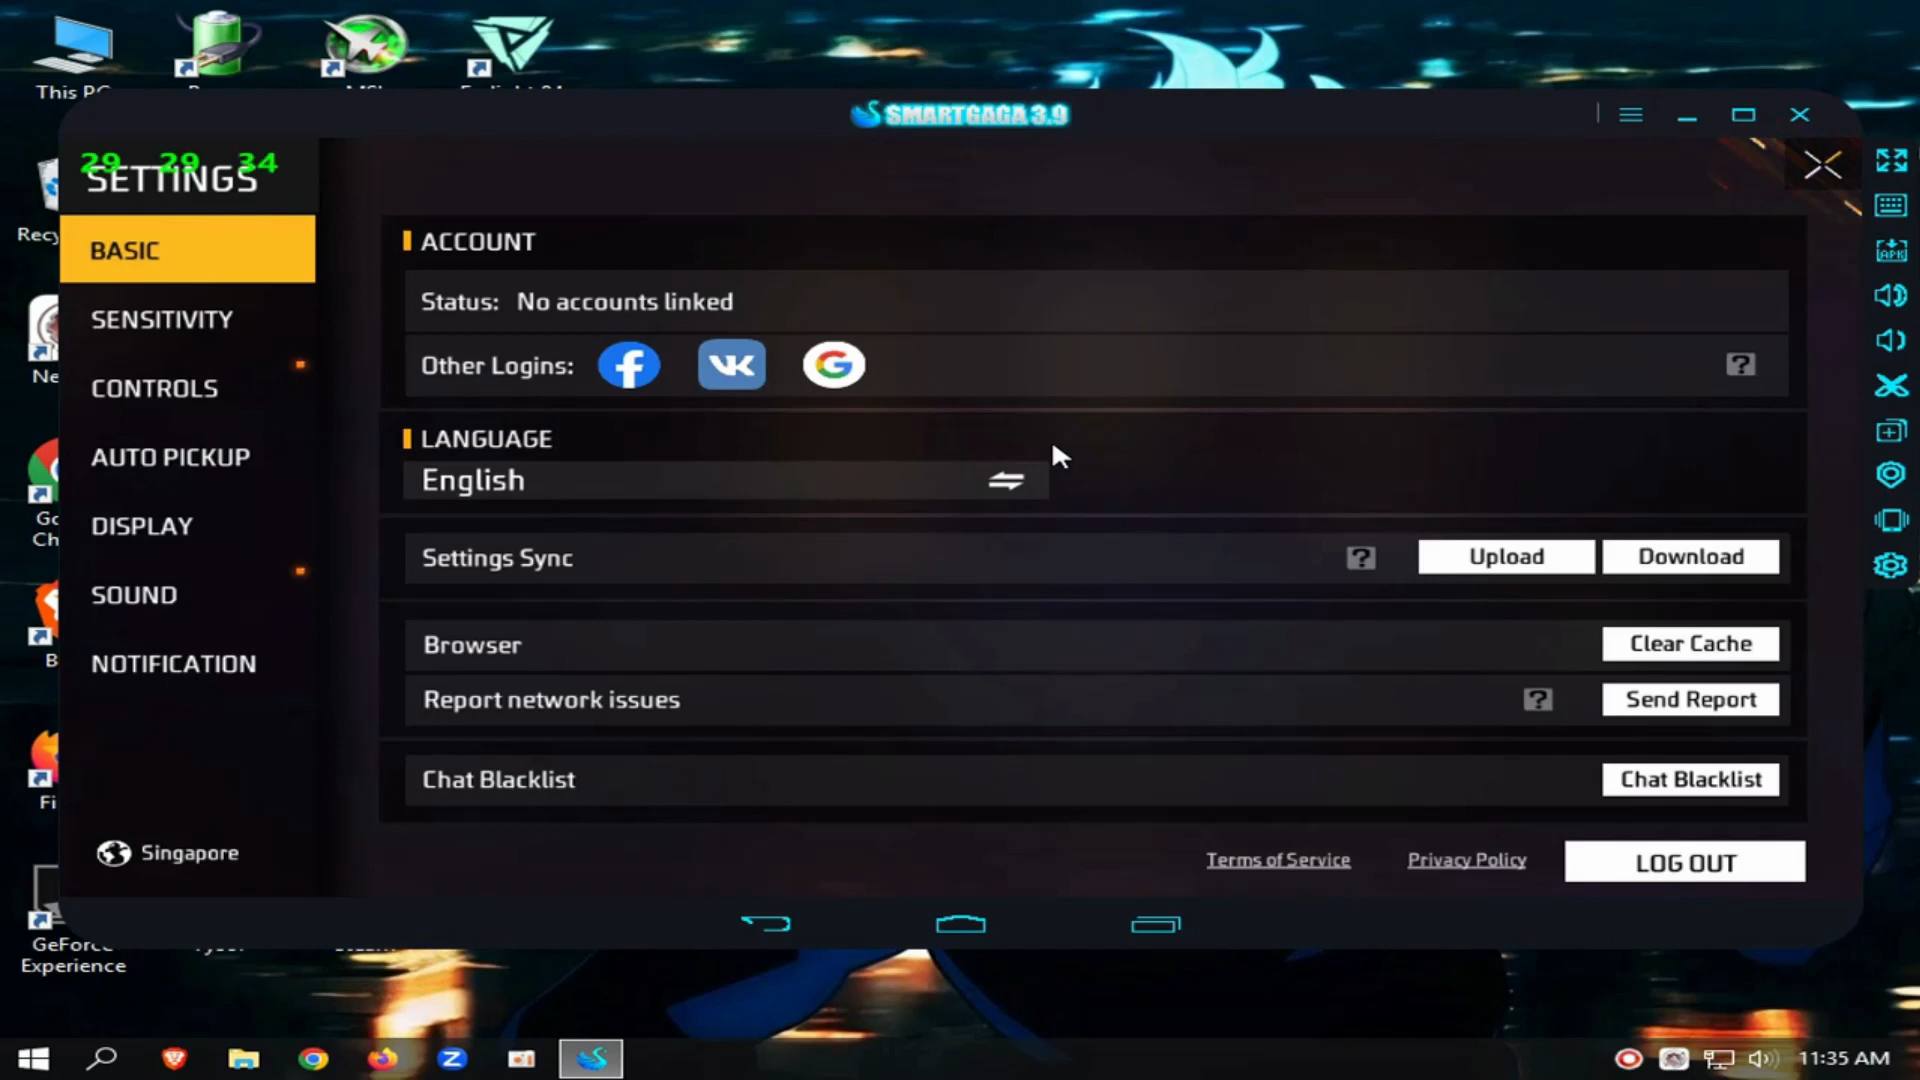 This PC
SMARTGAGA 3.9
29 29 34
SETTINGS
BASIC
SENSITIVITY
CONTROLS
AUTO PICKUP
DISPLAY
SOUND
NOTIFICATION
Singapore
ACCOUNT
Status: No accounts linked
Other Logins:
?
LANGUAGE
English
Settings Sync ? Upload Download
Browser Clear Cache
Report network issues ? Send Report
Chat Blacklist Chat Blacklist
Terms of Service Privacy Policy LOG OUT
APK
GeForce
Experience
11:35 AM